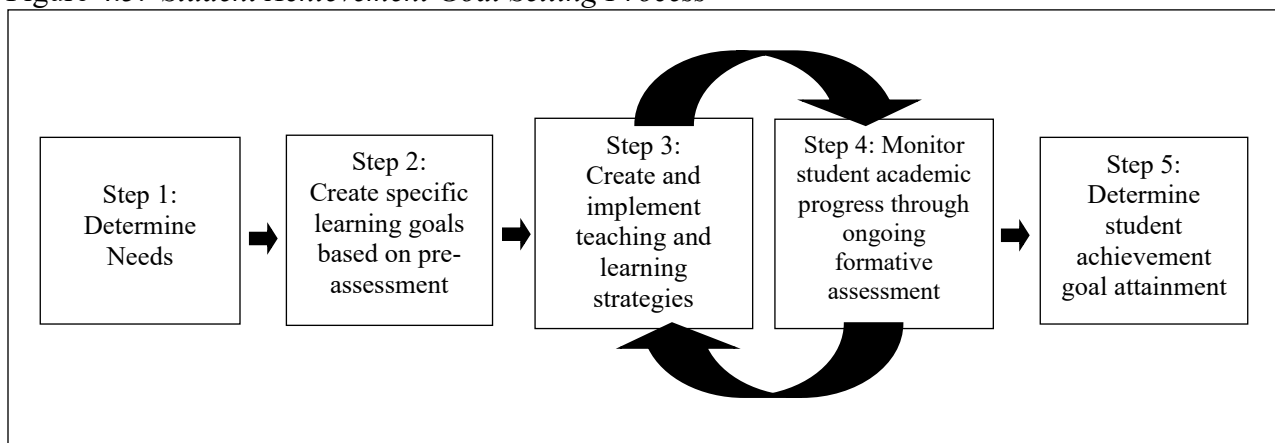 Step 1:
Determine
Needs
Step 2:
Create specific
learning goals
based on pre-
assessment
Step 3:
Create and
implement
teaching and
learning
strategies
Step 4: Monitor
student academic
progress through
ongoing
formative
assessment
Step 5:
Determine
student
achievement
goal attainment